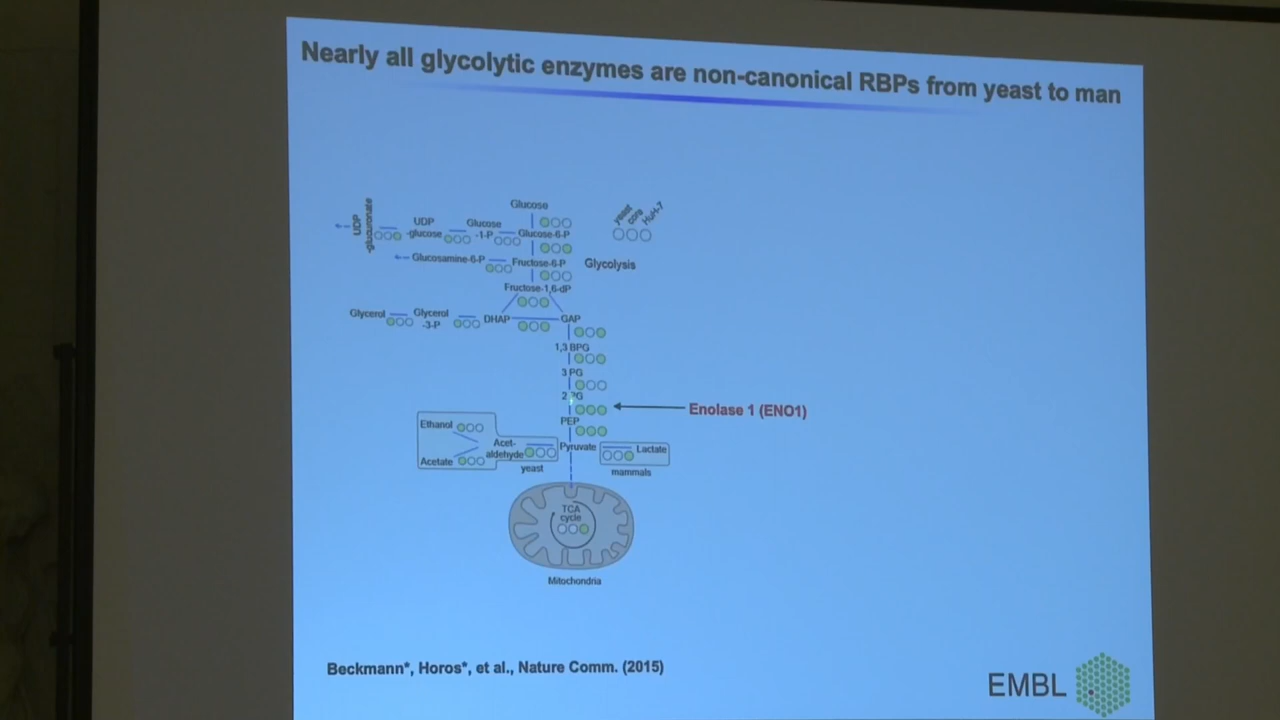 Nearly all glycolytic enzymes are non-canonical RBPs from yeast to man
Glucose
yeast
core
HuH-7
UDP
-glucuronate
UDP
-glucose
Glucose
-1-P
Glucose-6-P
Glucosamine-6-P
Fructose-6-P
Glycolysis
Fructose-1,6-dP
Glycerol
Glycerol
-3-P
DHAP
GAP
1,3 BPG
3 PG
2 PG
Enolase 1 (ENO1)
PEP
Ethanol
Acet-
aldehyde
Pyruvate
Lactate
Acetate
yeast
mammals
TCA
cycle
Mitochondria
Beckmann*, Horos*, et al., Nature Comm. (2015)
EMBL